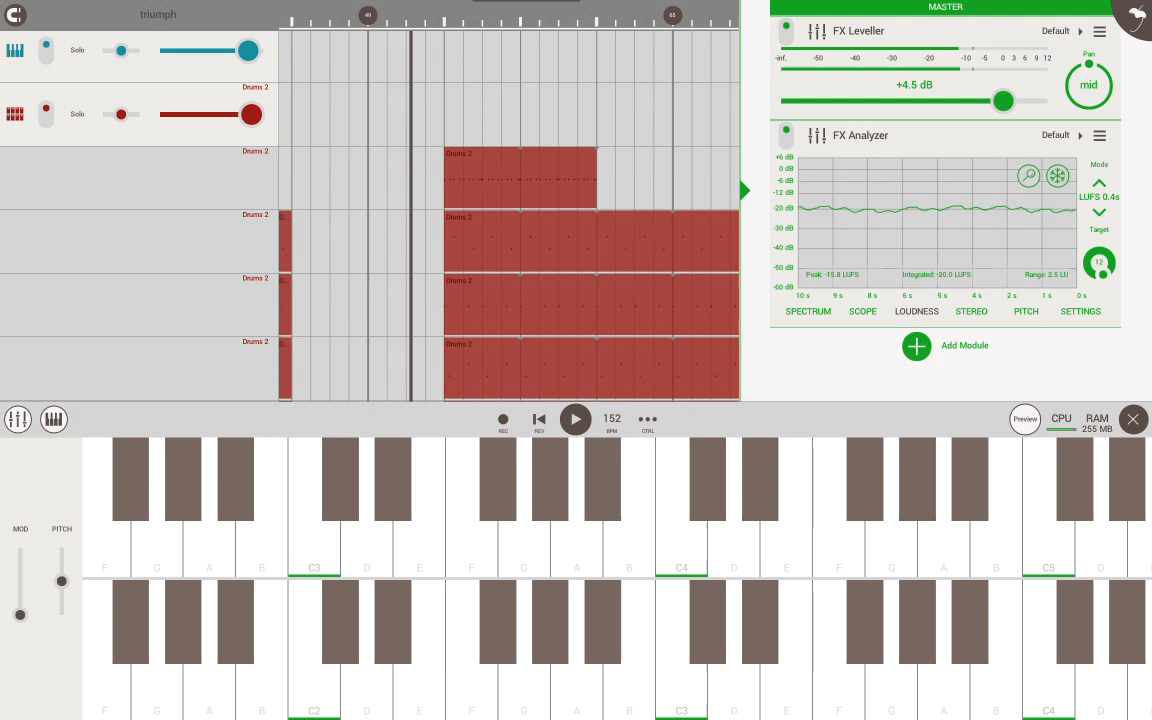 triumph
49
65
MASTER
Solo
Drums 2
Solo
Drums 2
Drums 2
Drums 2
D...
Drums 2
Drums 2
D...
Drums 2
Drums 2
D...
Drums 2
FX Leveller
Default
-inf.
-50
-40
-30
-20
-10
-5
0
3
6
9
12
Pan
+4.5 dB
mid
FX Analyzer
Default
+6 dB
0 dB
-6 dB
-12 dB
-20 dB
-30 dB
-40 dB
-50 dB
-60 dB
Mode
LUFS 0.4s
Target
12
Peak: -15.8 LUFS
Integrated: -20.0 LUFS
Range: 2.5 LU
10 s
9 s
8 s
6 s
5 s
4 s
2 s
1 s
0 s
SPECTRUM
SCOPE
LOUDNESS
STEREO
PITCH
SETTINGS
Add Module
REC
REV
152
BPM
CTRL
Preview
CPU
RAM
255 MB
MOD
PITCH
F
G
A
B
C3
D
E
F
G
A
B
C4
D
E
F
G
A
B
C5
D
F
G
A
B
C2
D
E
F
G
A
B
C3
D
E
F
G
A
B
C4
D